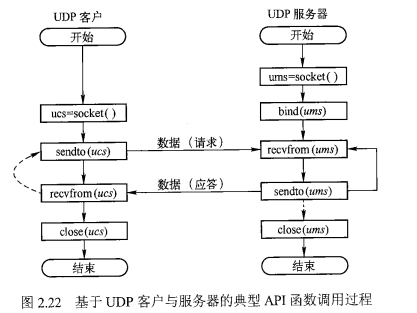 UDP 客户
UDP 服务器
开始
开始
ums=socket( )
ucs=socket( )
bind(ums)
sendto(ucs)
数据（请求）
recvfrom(ums)
recvfrom(ucs)
数据（应答）
sendto(ums)
close(ucs)
close(ums)
结束
结束
图 2.22 基于 UDP 客户与服务器的典型 API 函数调用过程